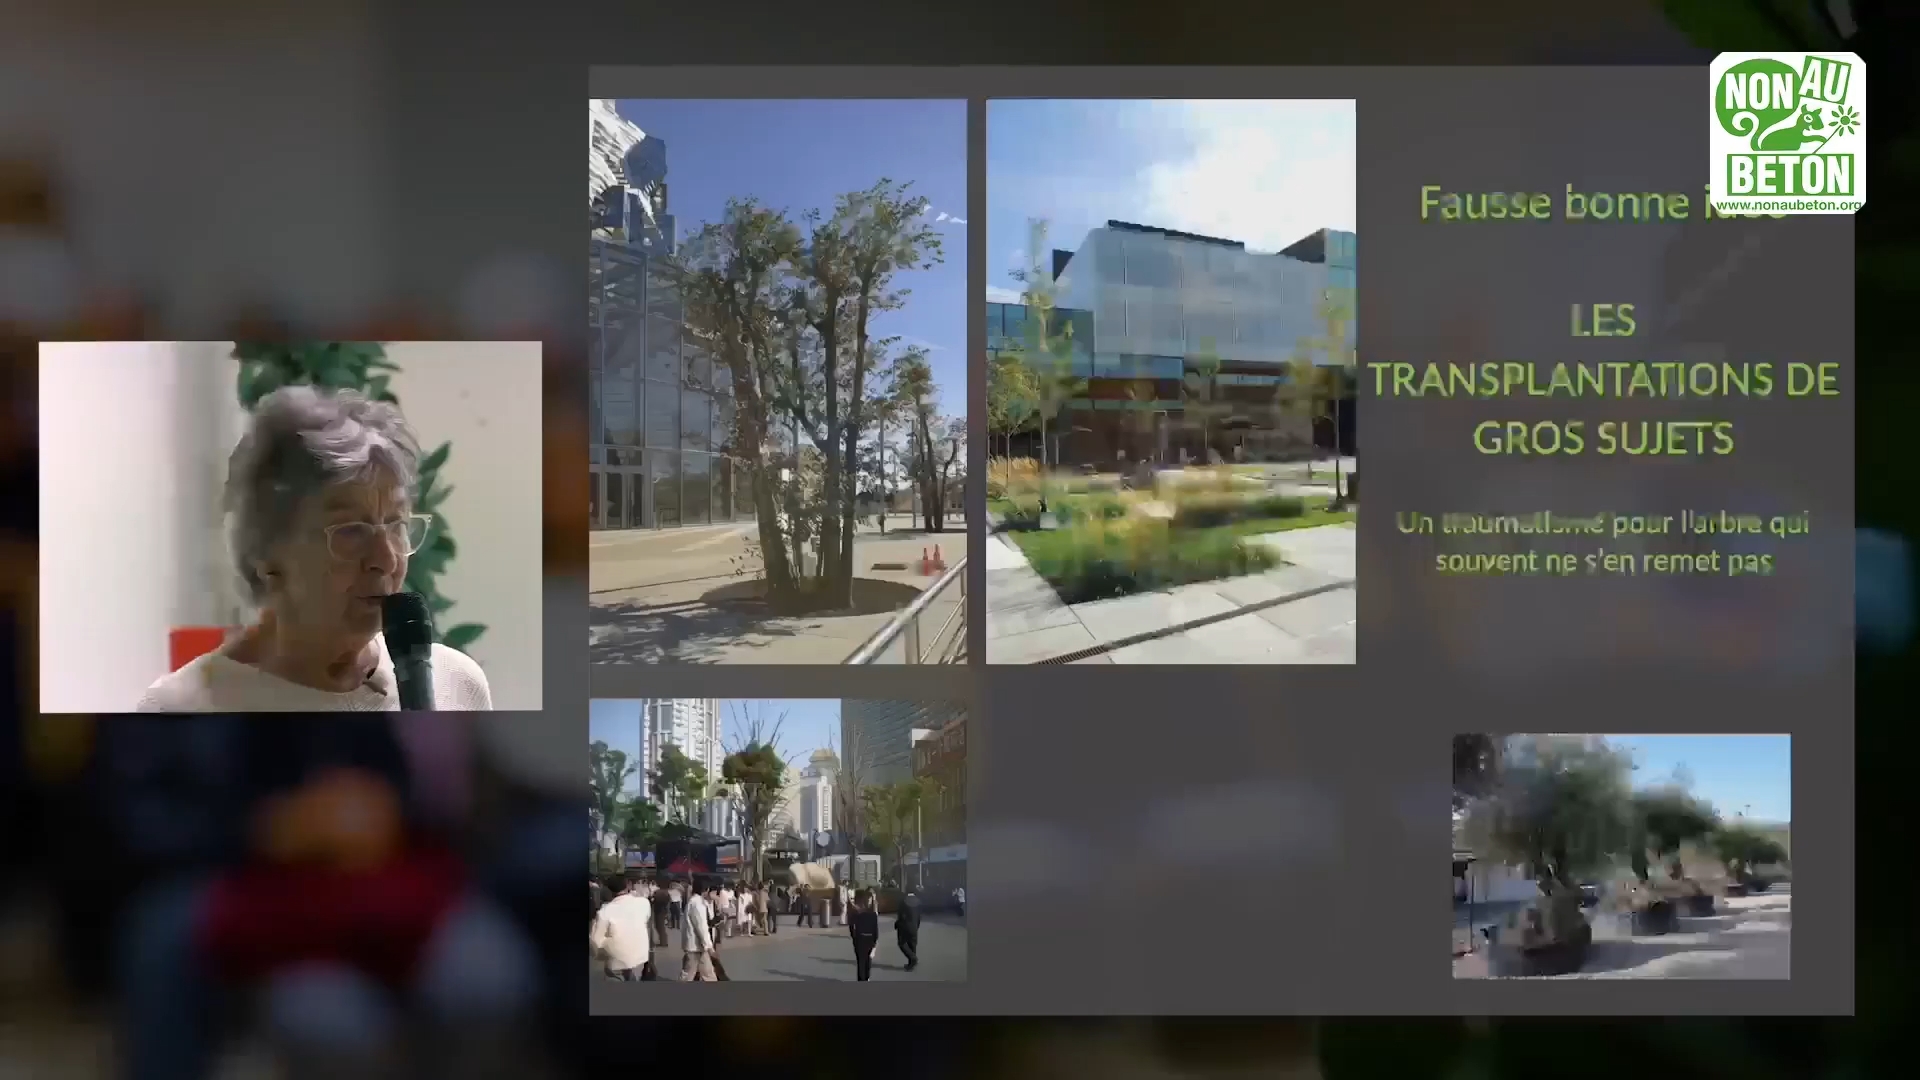 NON AU
BETON
www.nonaubeton.org
Fausse bonne
LES
TRANSPLANTATIONS DE
GROS SUJETS
Un traumatisme pour l'arbre qui
souvent ne s'en remet pas